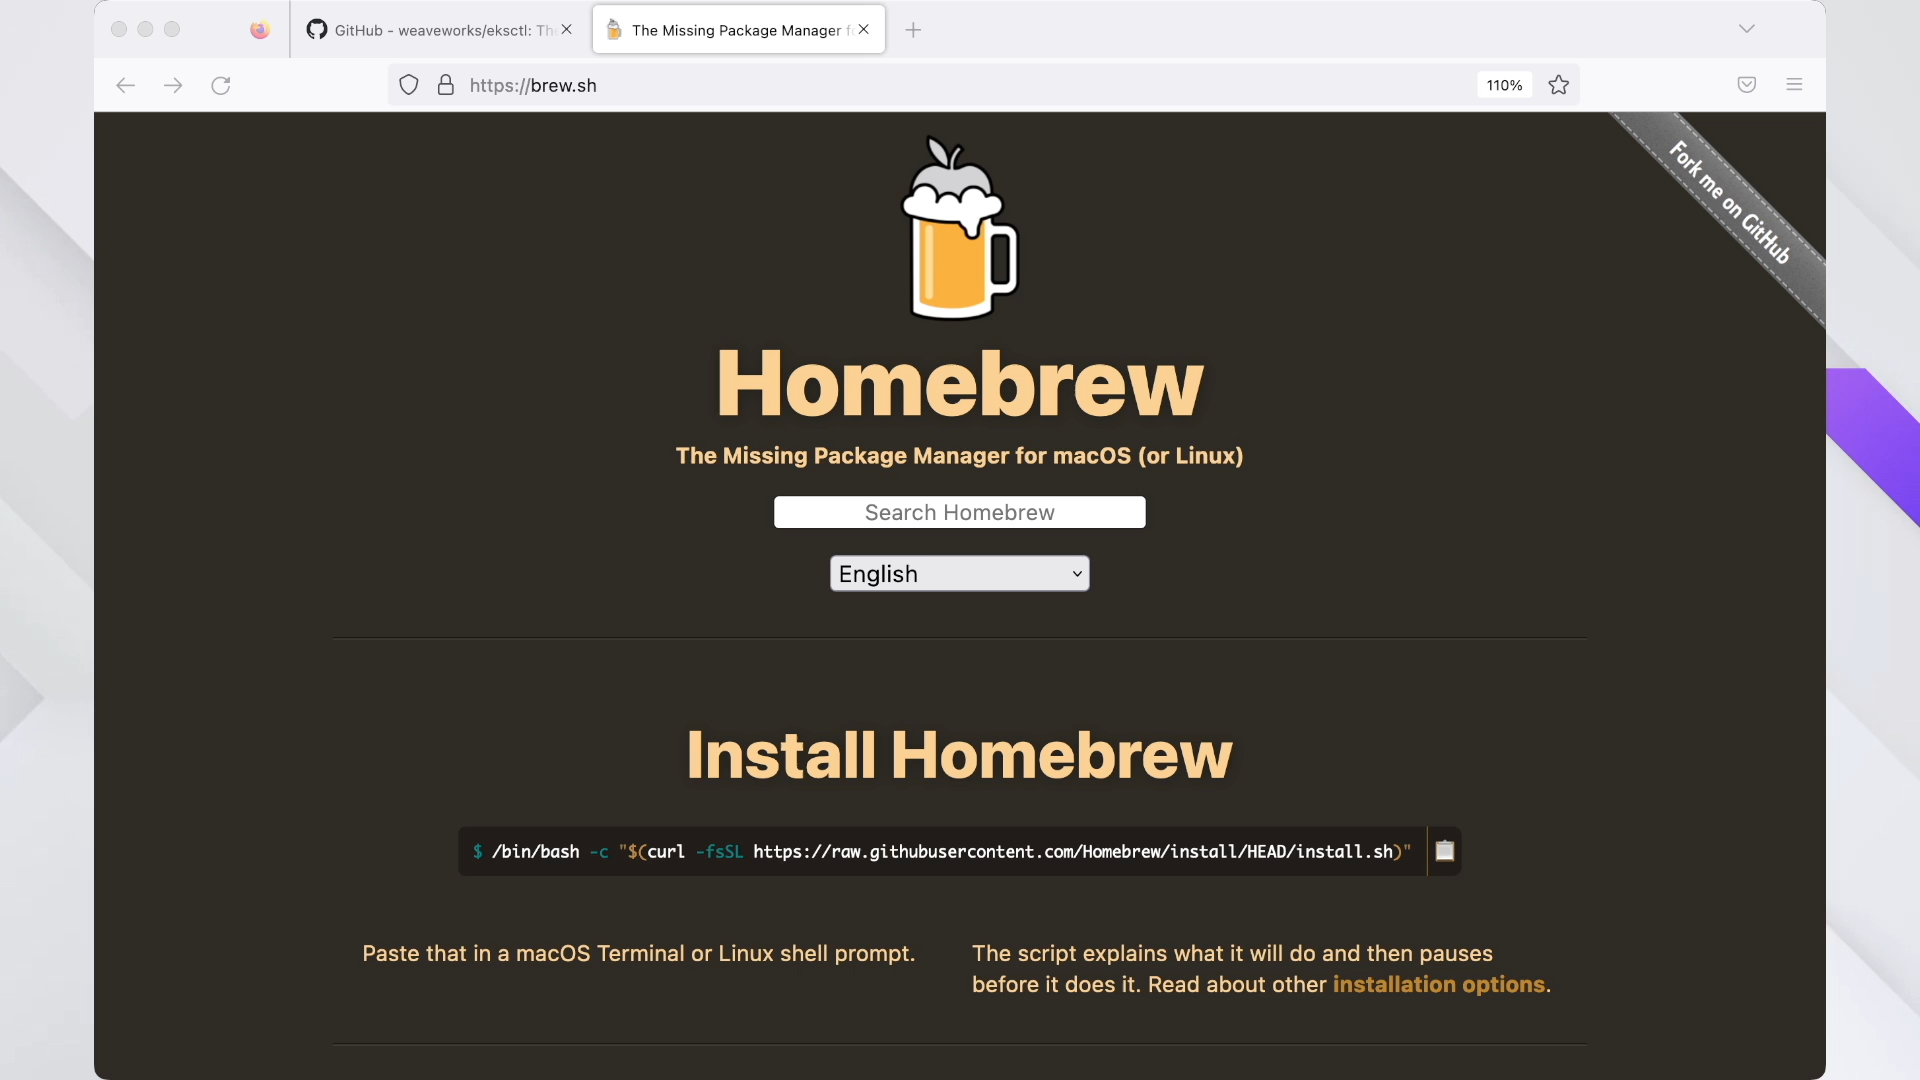 GitHub - weaveworks/eksctl: The
The Missing Package Manager f
https://brew.sh
110%
Fork me on GitHub
Homebrew
The Missing Package Manager for macOS (or Linux)
Search Homebrew
English
Install Homebrew
$ /bin/bash -c "$(curl -fsSL https://raw.githubusercontent.com/Homebrew/install/HEAD/install.sh)"
Paste that in a macOS Terminal or Linux shell prompt.
The script explains what it will do and then pauses
before it does it. Read about other installation options.